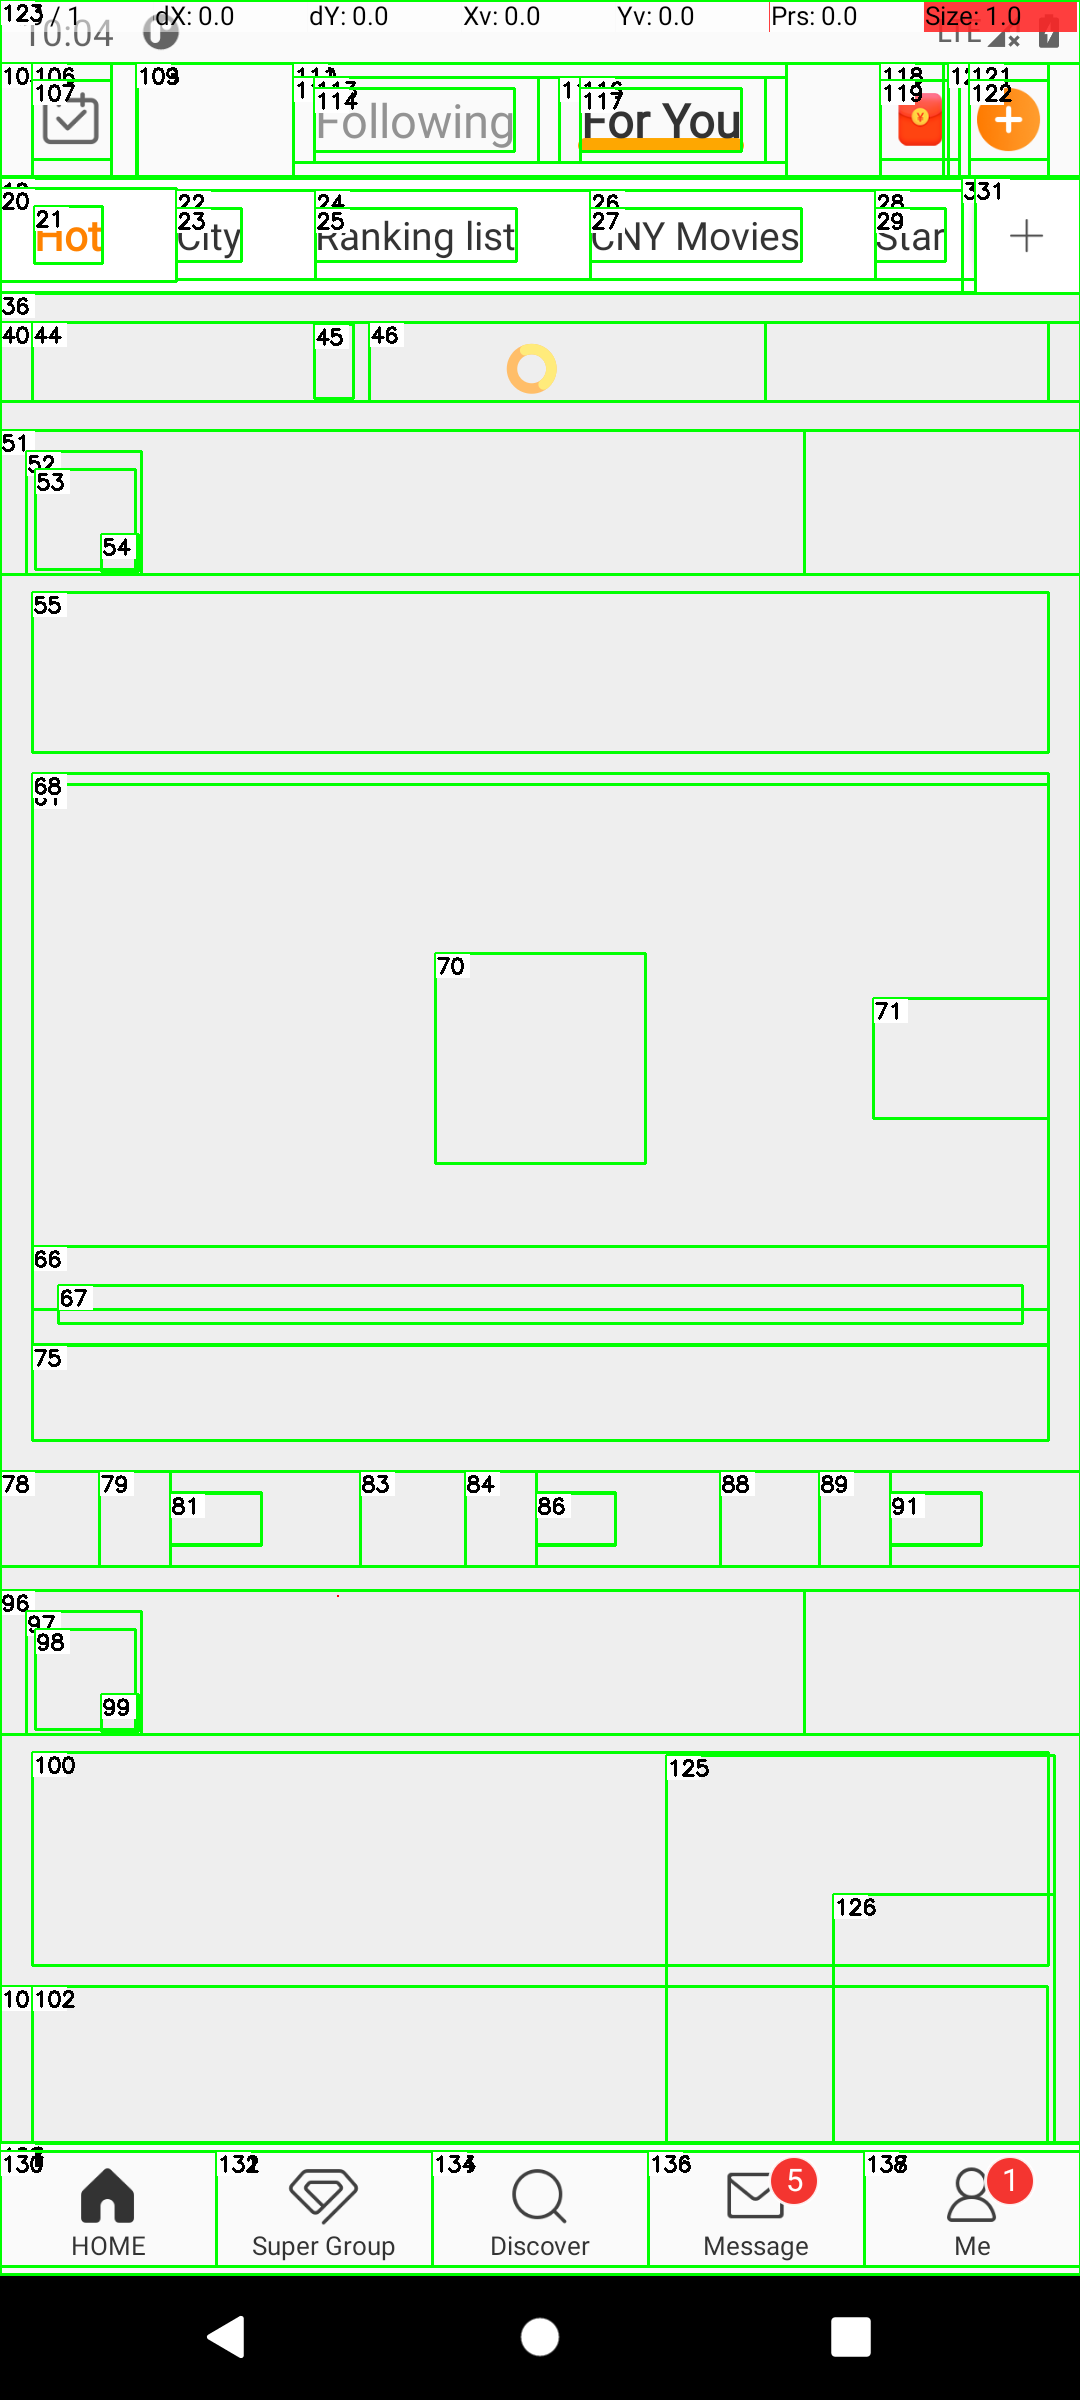 / 1 dX: 0.0 dY: 0.0 Xv: 0.0 Yv: 0.0 Prs: 0.0 Size: 1.0
123
10:04 LTE
106 109 118 121
107 114 117 119 122
Following For You
20 22 24 26 28 331
21 23 25 27 29
Hot City Ranking list CNY Movies Star
36
40 44 45 46
51
52
53
54
55
68
70
71
66
67
75
78 79 81 83 84 86 88 89 91
96
97
98
99
100 125
126
10 102
130 132 134 136 138
5 1
HOME Super Group Discover Message Me